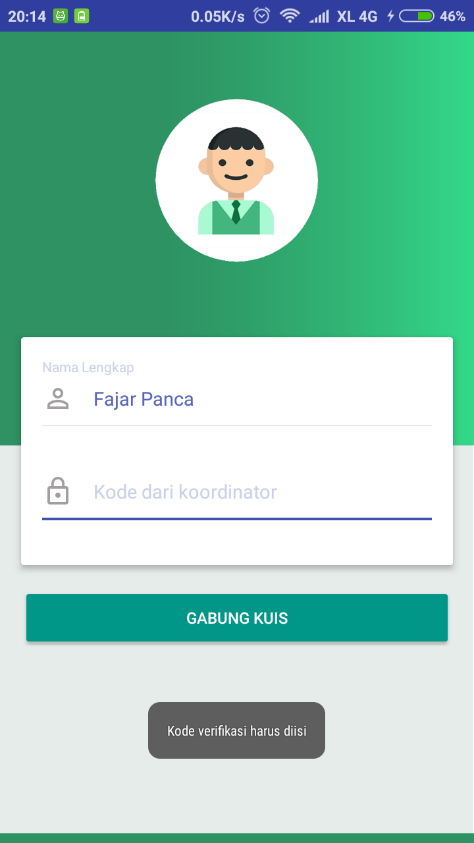 20:14 0.05K/s XL 4G 46%
Nama Lengkap
Fajar Panca
Kode dari koordinator
GABUNG KUIS
Kode verifikasi harus diisi